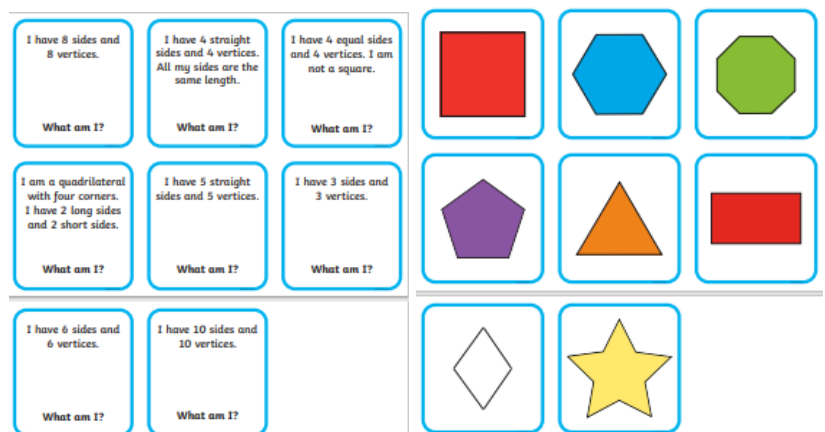 I have 8 sides and
8 vertices.
What am I?
I have 4 straight
sides and 4 vertices.
All my sides are the
same length.
What am I?
I have 4 equal sides
and 4 vertices. I am
not a square.
What am I?
I am a quadrilateral
with four corners.
I have 2 long sides
and 2 short sides.
What am I?
I have 5 straight
sides and 5 vertices.
What am I?
I have 3 sides and
3 vertices.
What am I?
I have 6 sides and
6 vertices.
What am I?
I have 10 sides and
10 vertices.
What am I?